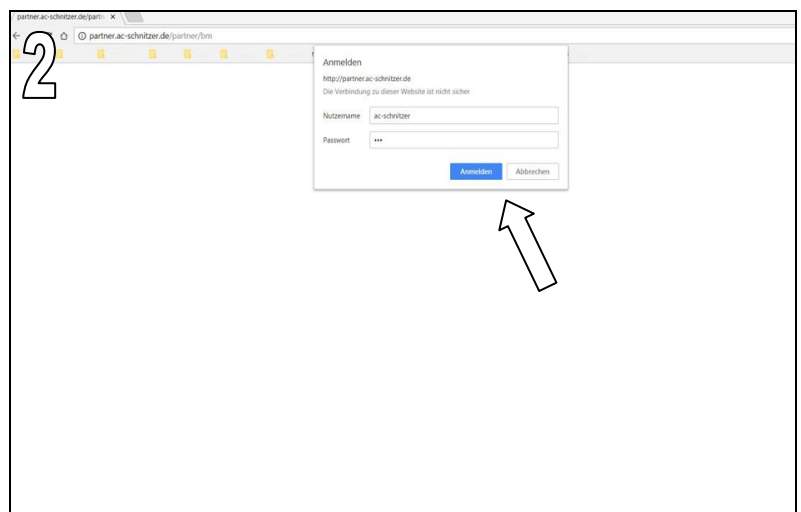 partner.ac-schnitzer.de/partn
2
partner.ac-schnitzer.de/partner/bm
Anmelden
http://partner.ac-schnitzer.de
Die Verbindung zu dieser Website ist nicht sicher
Nutzername ac-schnitzer
Passwort •••
Anmelden Abbrechen